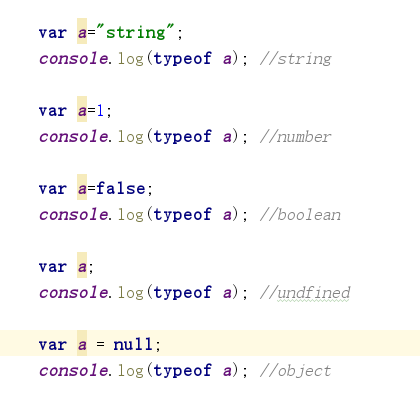 var a="string";
console.log(typeof a); //string
var a=1;
console.log(typeof a); //number
var a=false;
console.log(typeof a); //boolean
var a;
console.log(typeof a); //undfined
var a = null;
console.log(typeof a); //object